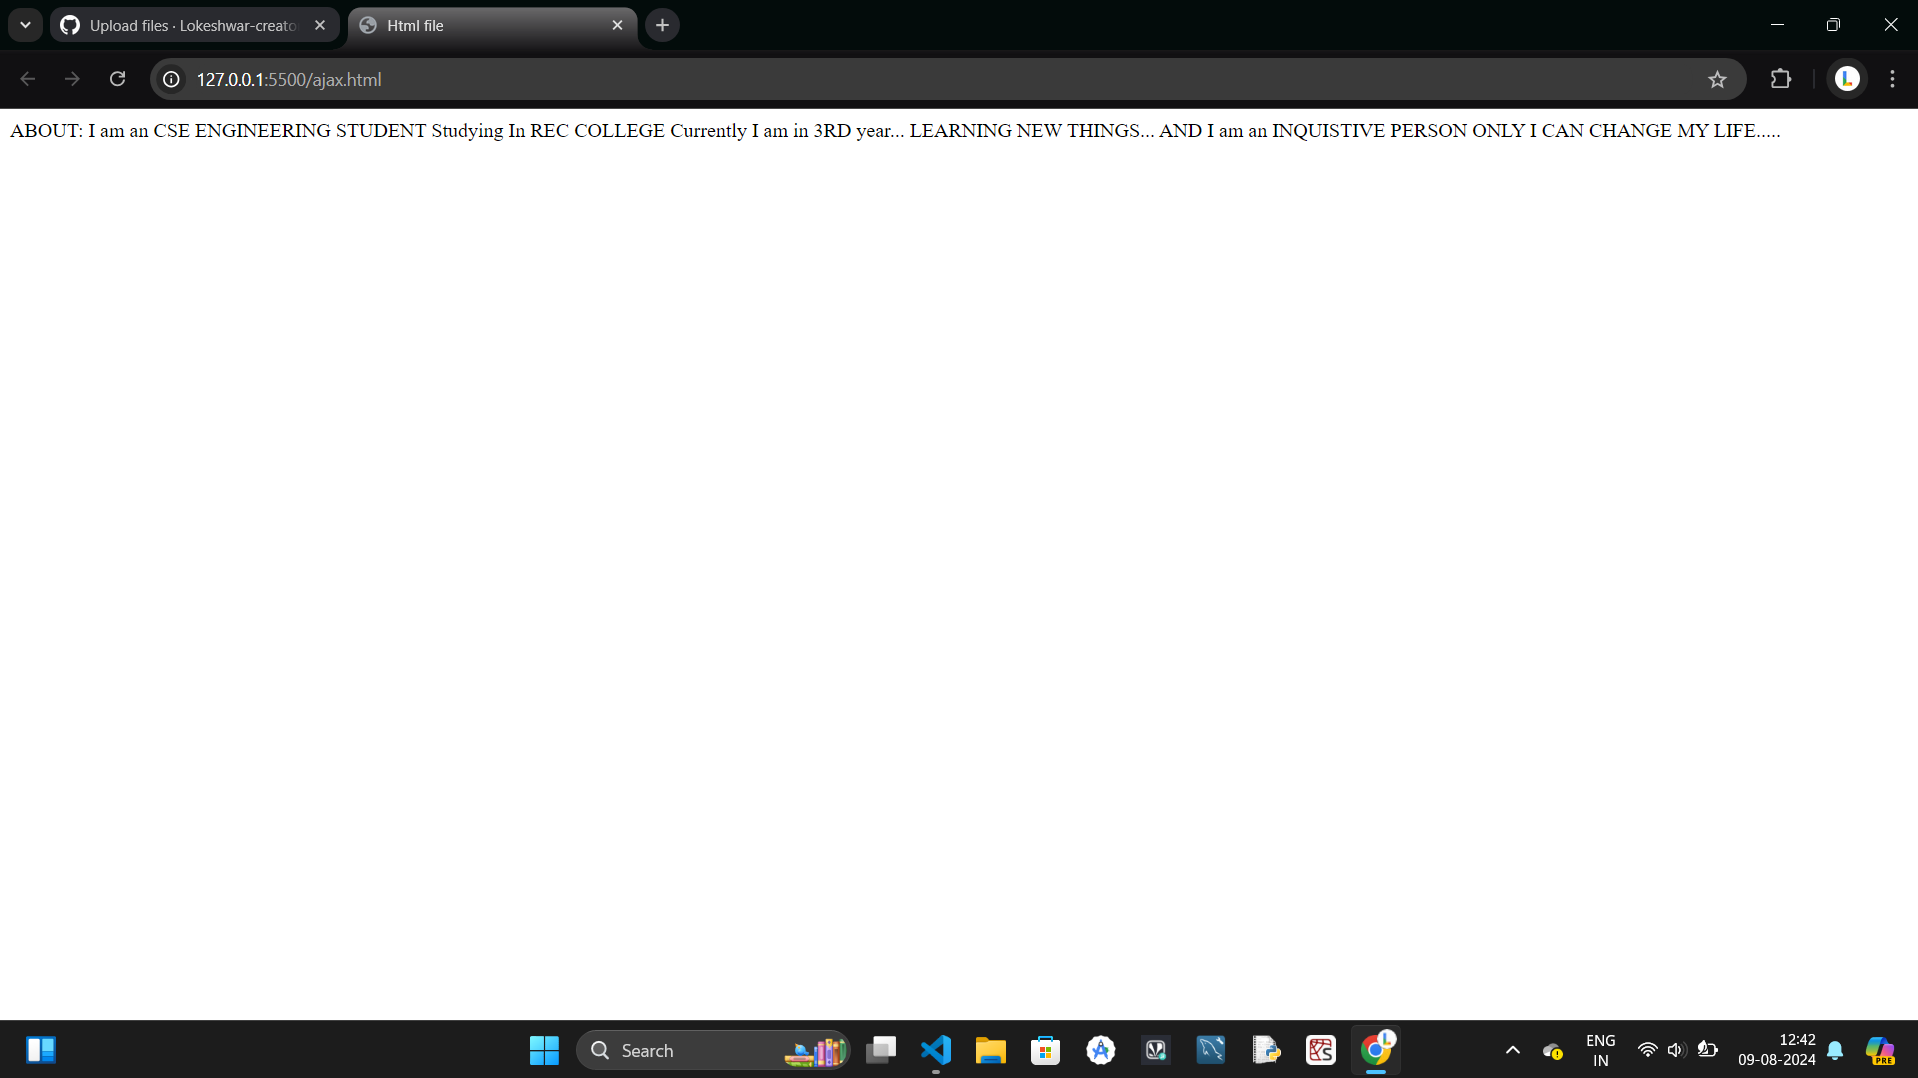 Upload files · Lokeshwar-creato
Html file
127.0.0.1:5500/ajax.html
ABOUT: I am an CSE ENGINEERING STUDENT Studying In REC COLLEGE Currently I am in 3RD year... LEARNING NEW THINGS... AND I am an INQUISTIVE PERSON ONLY I CAN CHANGE MY LIFE.....
Search
ENG
IN
12:42
09-08-2024
PRE